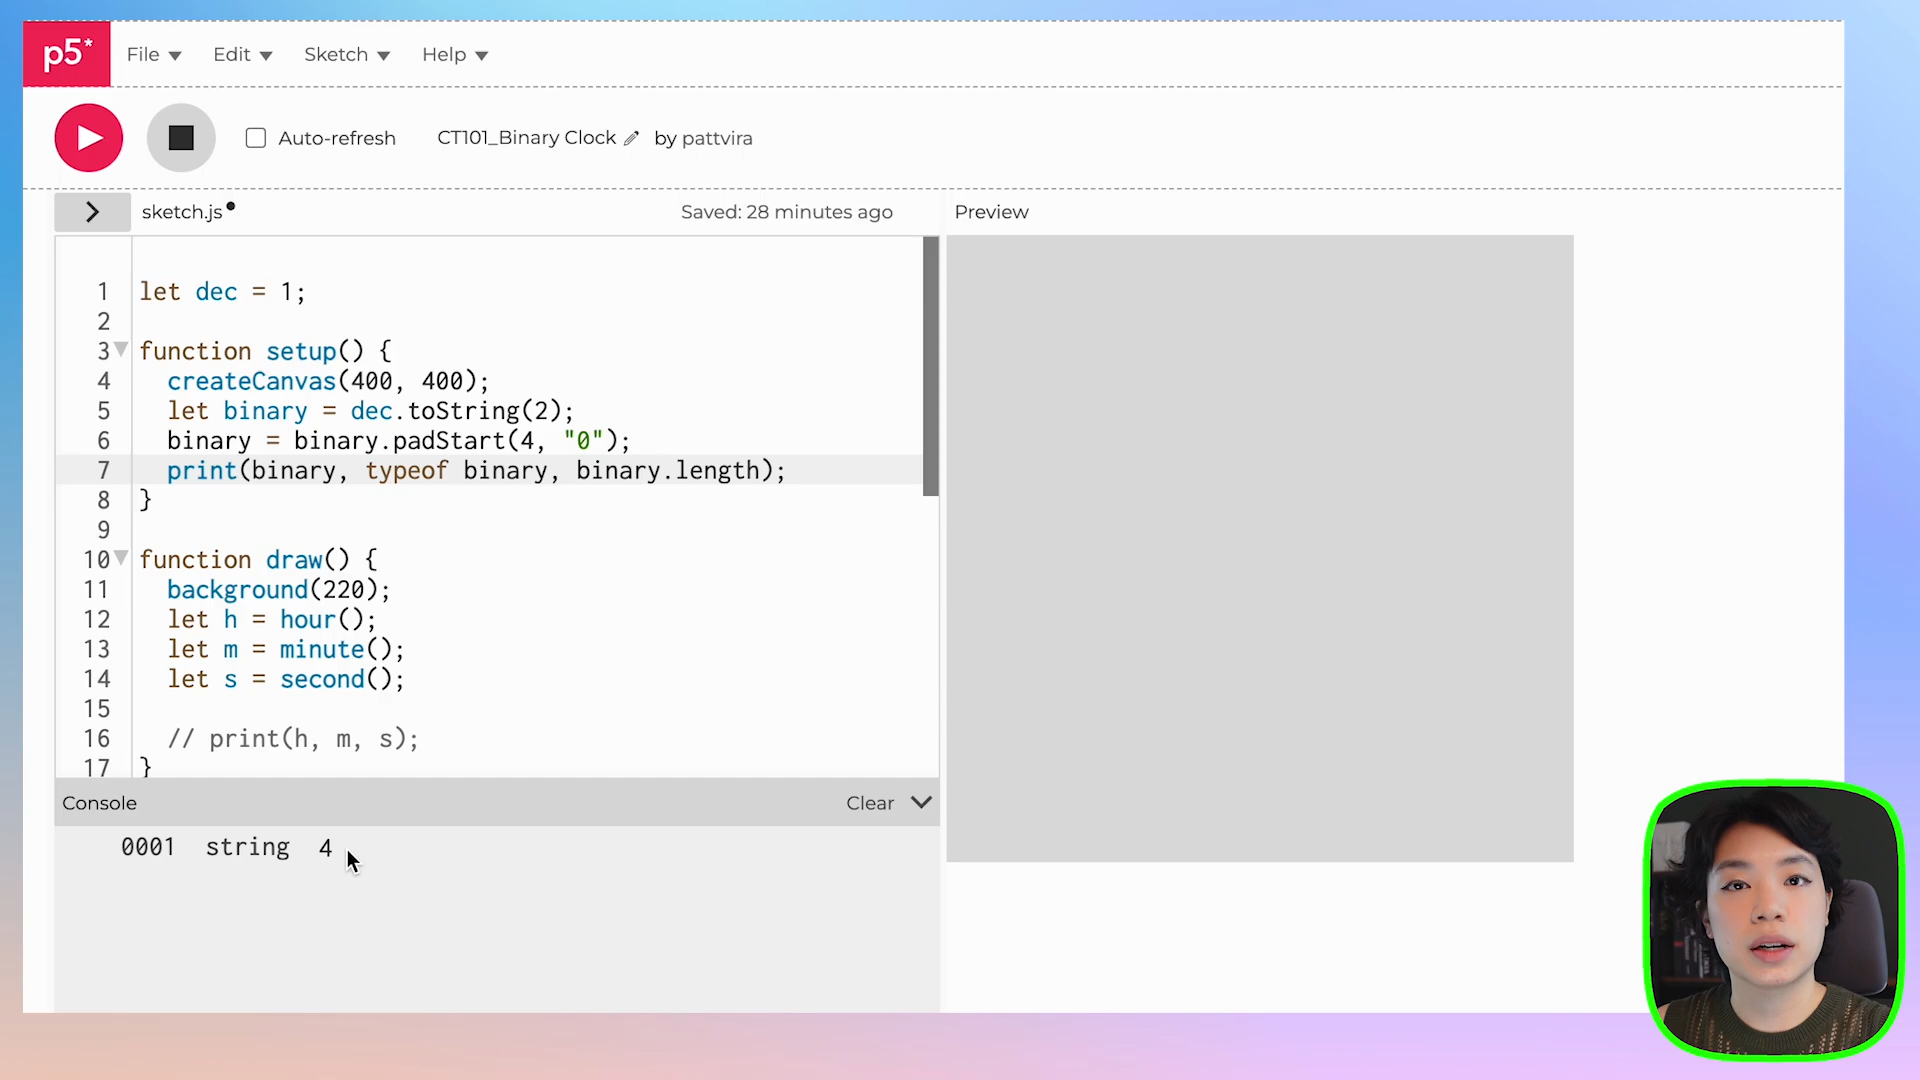 p5* File Edit Sketch Help
Auto-refresh CT101_Binary Clock by pattvira
sketch.js Saved: 28 minutes ago Preview
1 let dec = 1;
2
3 function setup() {
4 createCanvas(400, 400);
5 let binary = dec.toString(2);
6 binary = binary.padStart(4, "0");
7 print(binary, typeof binary, binary.length);
8 }
9
10 function draw() {
11 background(220);
12 let h = hour();
13 let m = minute();
14 let s = second();
15
16 // print(h, m, s);
17 }
Console Clear
0001 string 4